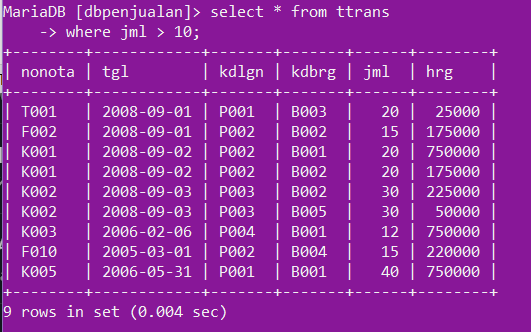 MariaDB [dbpenjualan]> select * from ttrans
    -> where jml > 10;
+--------+------------+-------+-------+------+--------+
| nonota | tgl        | kdlgn | kdbrg | jml  | hrg    |
+--------+------------+-------+-------+------+--------+
| T001   | 2008-09-01 | P001  | B003  |   20 |  25000 |
| F002   | 2008-09-01 | P002  | B002  |   15 | 175000 |
| K001   | 2008-09-02 | P002  | B001  |   20 | 750000 |
| K001   | 2008-09-02 | P002  | B002  |   20 | 175000 |
| K002   | 2008-09-03 | P003  | B002  |   30 | 225000 |
| K002   | 2008-09-03 | P003  | B005  |   30 |  50000 |
| K003   | 2006-02-06 | P004  | B001  |   12 | 750000 |
| F010   | 2005-03-01 | P002  | B004  |   15 | 220000 |
| K005   | 2006-05-31 | P001  | B001  |   40 | 750000 |
+--------+------------+-------+-------+------+--------+
9 rows in set (0.004 sec)